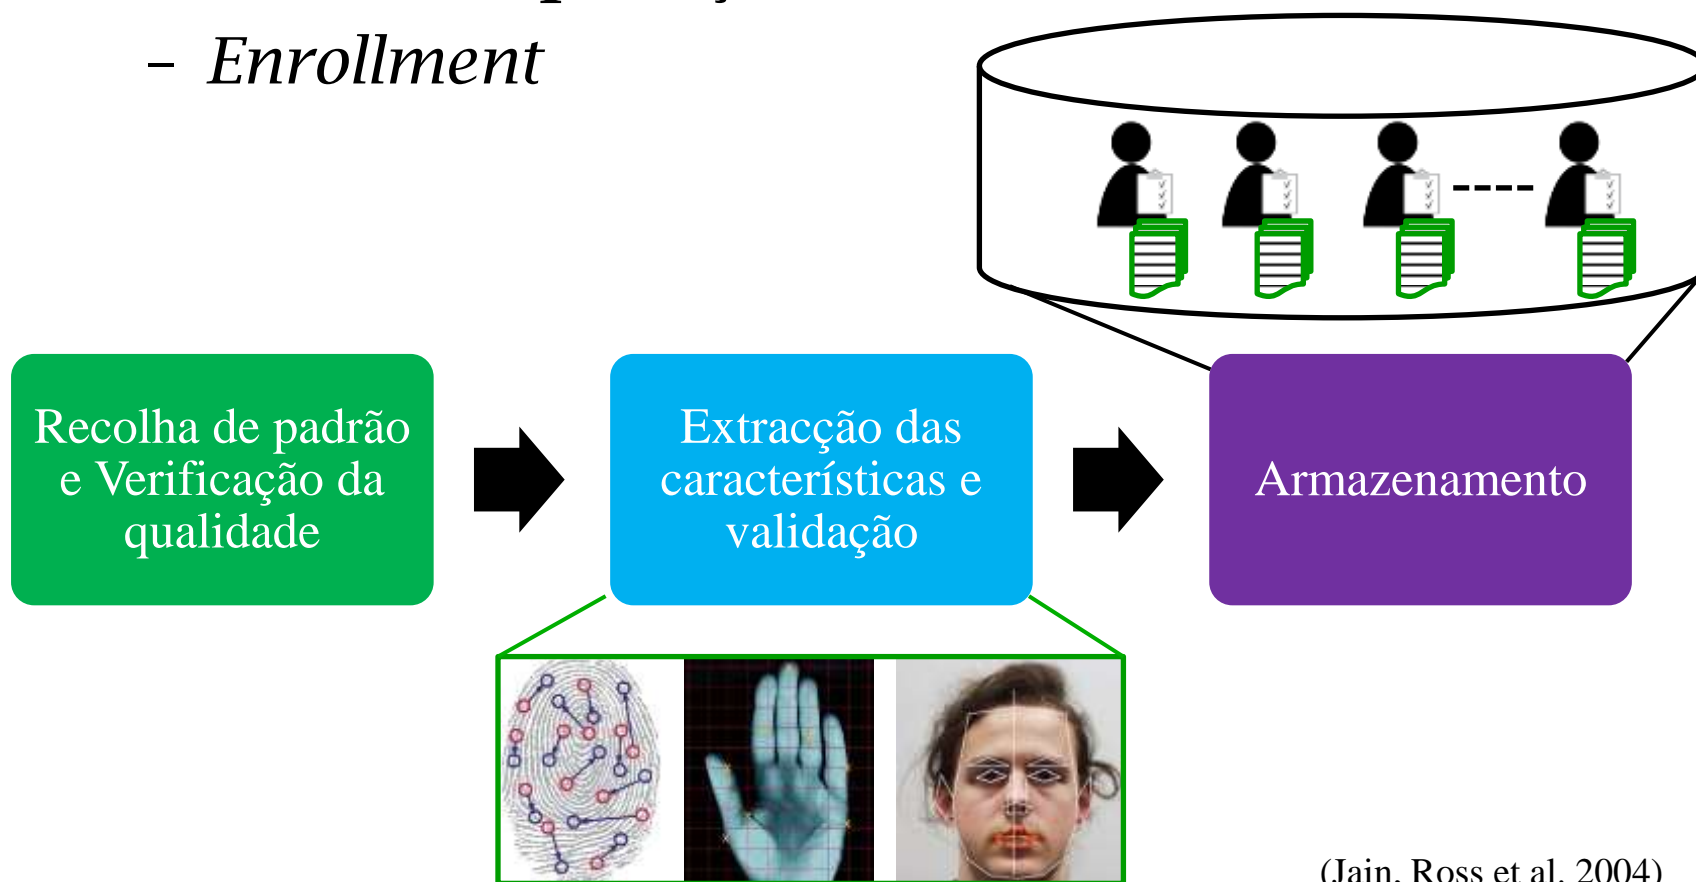 – Enrollment
Recolha de padrão
e Verificação da
qualidade
Extracção das
características e
validação
Armazenamento
(Jain, Ross et al. 2004)